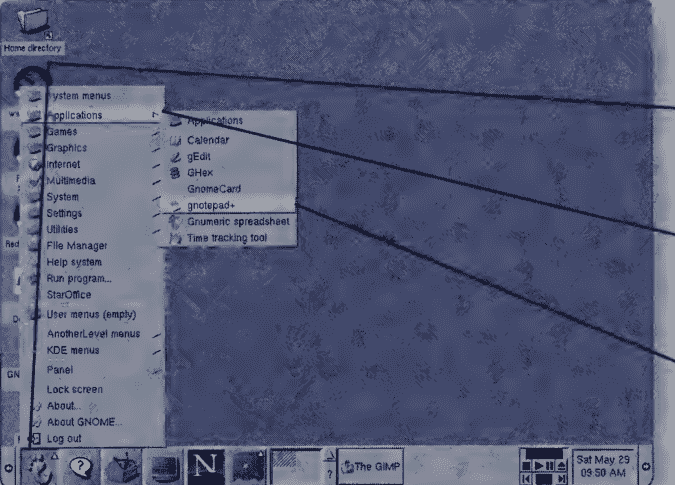 Home directory
System menus
Applications
Games
Graphics
Internet
Multimedia
System
Settings
Utilities
File Manager
Help system
Run program...
StarOffice
User menus (empty)
AnotherLevel menus
KDE menus
Panel
Lock screen
About...
About GNOME...
Log out
Applications
Calendar
gEdit
GHex
GnomeCard
gnotepad+
Gnumeric spreadsheet
Time tracking tool
Red
GN
?
N
?
The GIMP
Sat May 29
09:50 AM